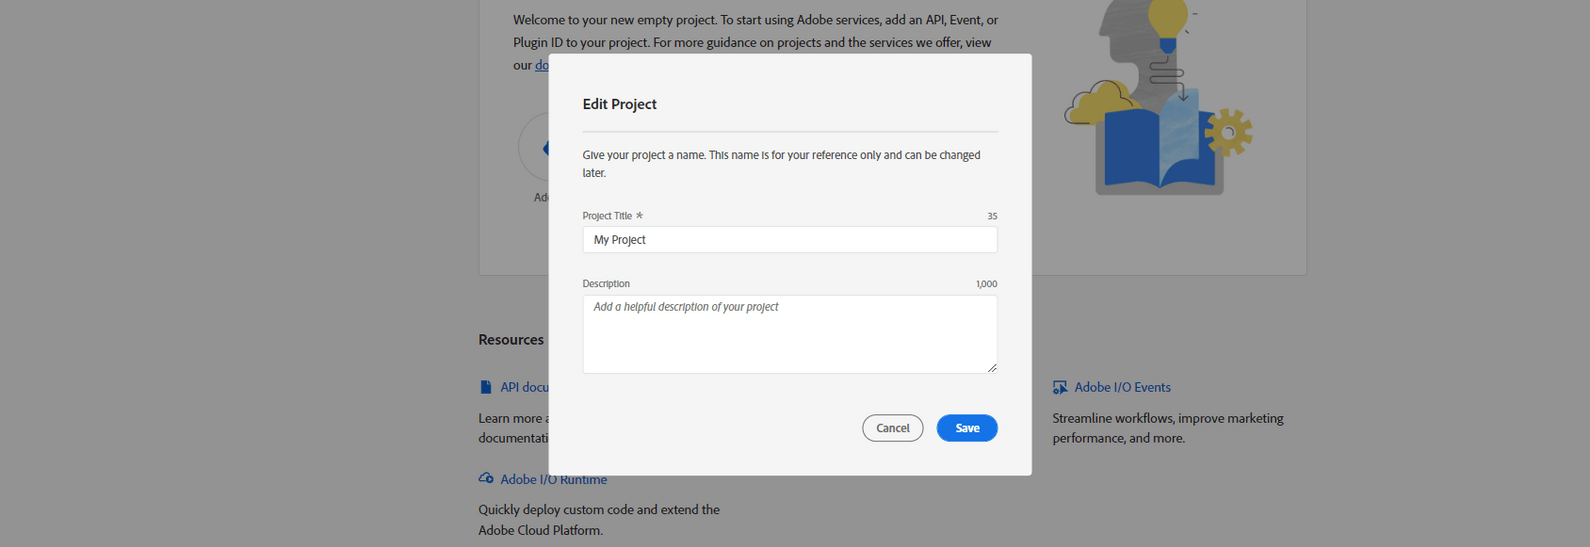 Welcome to your new empty project. To start using Adobe services, add an API, Event, or
Plugin ID to your project. For more guidance on projects and the services we offer, view
our
Edit Project
Give your project a name. This name is for your reference only and can be changed
later.
Project Title * 35
My Project
Description 1,000
Add a helpful description of your project
Cancel Save
Resources
API
Learn more
Adobe I/O Events
Streamline workflows, improve marketing
performance, and more.
Adobe I/O Runtime
Quickly deploy custom code and extend the
Adobe Cloud Platform.